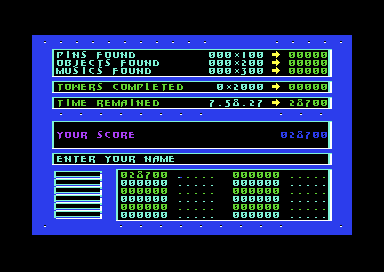 PINS FOUND 000×100 ➔ 00000
OBJECTS FOUND 000×200 ➔ 00000
MUSICS FOUND 000×300 ➔ 00000
TOWERS COMPLETED 0×2000 ➔ 00000
TIME REMAINED 7.58.27 ➔ 28700
YOUR SCORE 028700
ENTER YOUR NAME
028700 ..... 000000 .....
000000 ..... 000000 .....
000000 ..... 000000 .....
000000 ..... 000000 .....
000000 ..... 000000 .....
000000 ..... 000000 .....